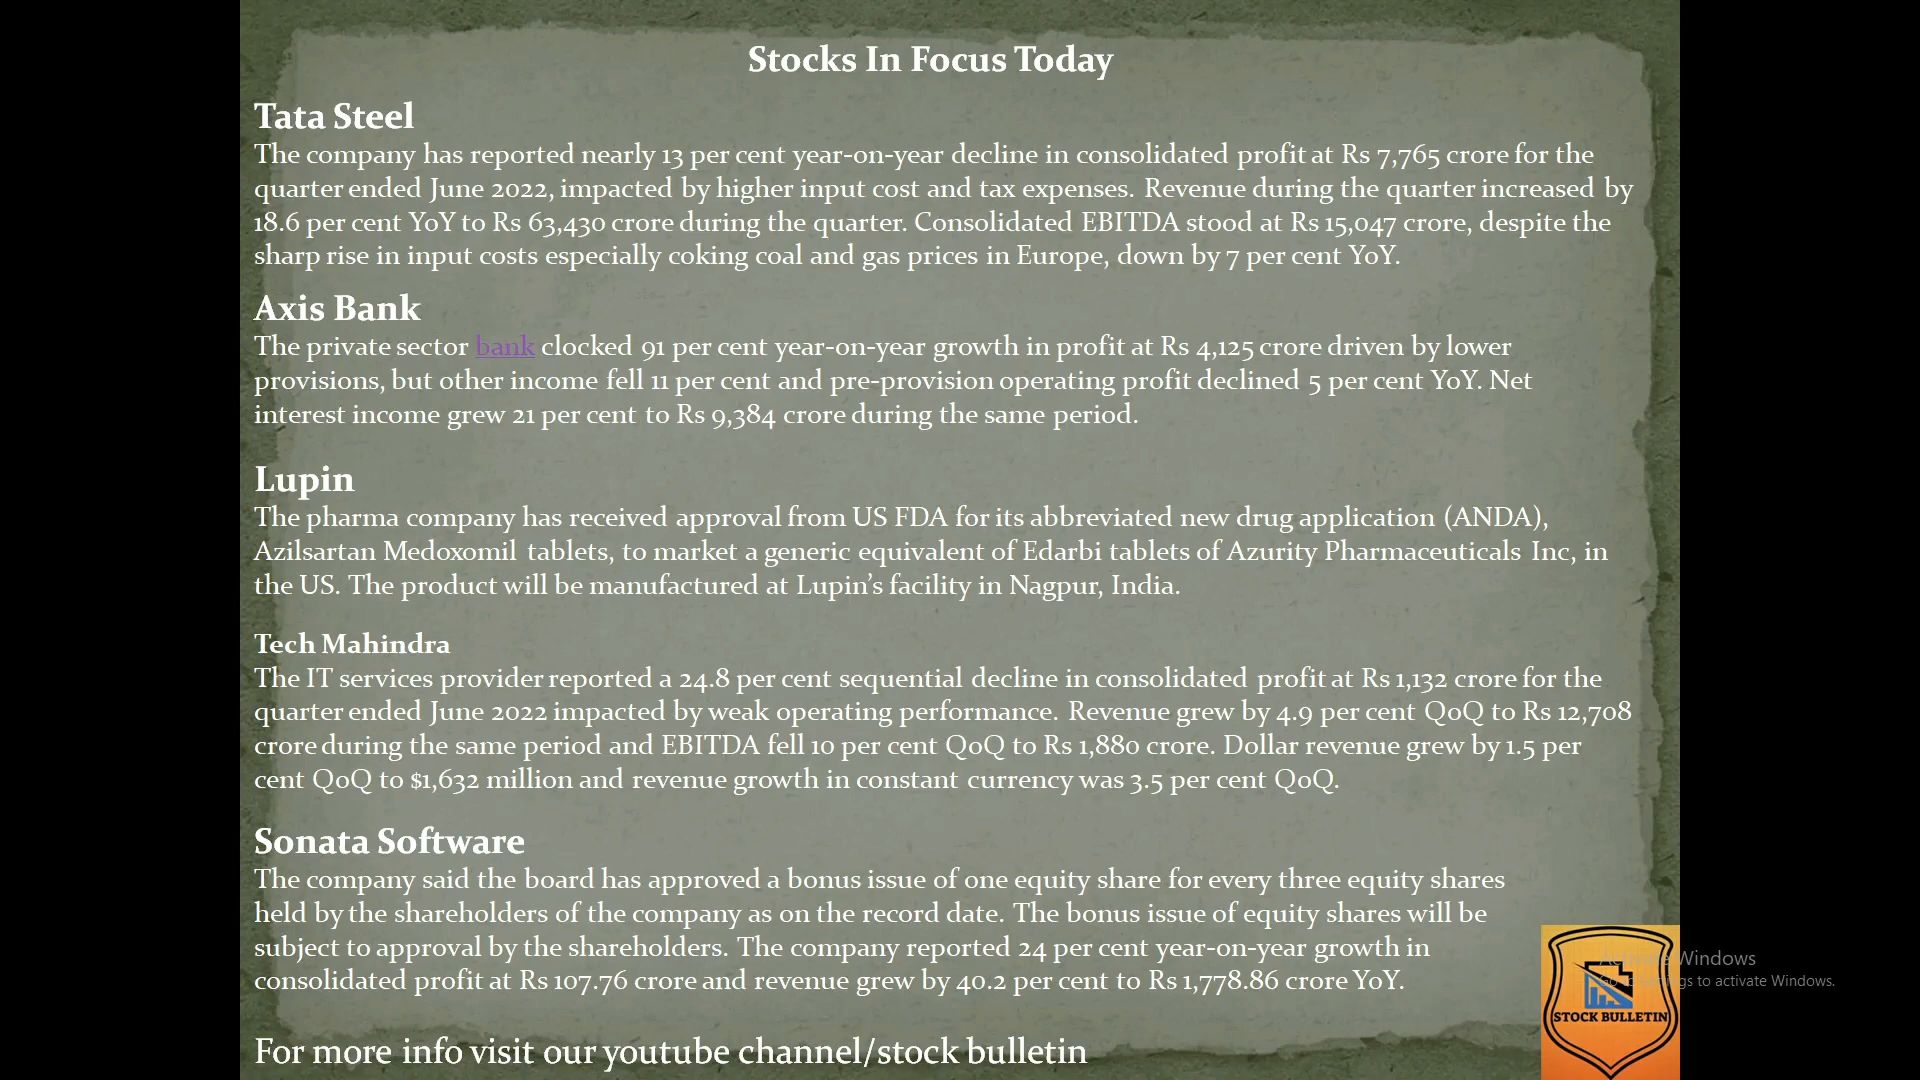 Stocks In Focus Today
Tata Steel
The company has reported nearly 13 per cent year-on-year decline in consolidated profit at Rs 7,765 crore for the
quarter ended June 2022, impacted by higher input cost and tax expenses. Revenue during the quarter increased by
18.6 per cent YoY to Rs 63,430 crore during the quarter. Consolidated EBITDA stood at Rs 15,047 crore, despite the
sharp rise in input costs especially coking coal and gas prices in Europe, down by 7 per cent YoY.
Axis Bank
The private sector bank clocked 91 per cent year-on-year growth in profit at Rs 4,125 crore driven by lower
provisions, but other income fell 11 per cent and pre-provision operating profit declined 5 per cent YoY. Net
interest income grew 21 per cent to Rs 9,384 crore during the same period.
Lupin
The pharma company has received approval from US FDA for its abbreviated new drug application (ANDA),
Azilsartan Medoxomil tablets, to market a generic equivalent of Edarbi tablets of Azurity Pharmaceuticals Inc, in
the US. The product will be manufactured at Lupin’s facility in Nagpur, India.
Tech Mahindra
The IT services provider reported a 24.8 per cent sequential decline in consolidated profit at Rs 1,132 crore for the
quarter ended June 2022 impacted by weak operating performance. Revenue grew by 4.9 per cent QoQ to Rs 12,708
crore during the same period and EBITDA fell 10 per cent QoQ to Rs 1,880 crore. Dollar revenue grew by 1.5 per
cent QoQ to $1,632 million and revenue growth in constant currency was 3.5 per cent QoQ.
Sonata Software
The company said the board has approved a bonus issue of one equity share for every three equity shares
held by the shareholders of the company as on the record date. The bonus issue of equity shares will be
subject to approval by the shareholders. The company reported 24 per cent year-on-year growth in
consolidated profit at Rs 107.76 crore and revenue grew by 40.2 per cent to Rs 1,778.86 crore YoY.
Activate Windows
Go to Settings to activate Windows.
STOCK BULLETIN
For more info visit our youtube channel/stock bulletin